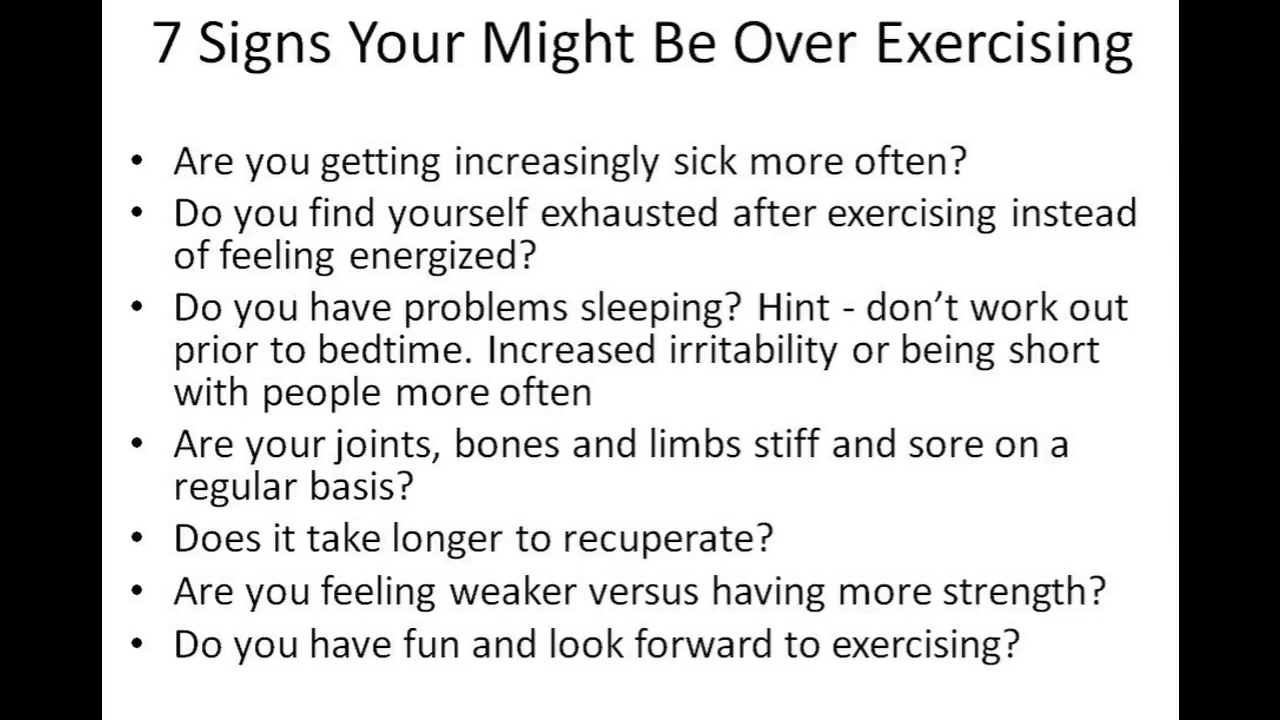 7 Signs Your Might Be Over Exercising
• Are you getting increasingly sick more often?
• Do you find yourself exhausted after exercising instead
of feeling energized?
• Do you have problems sleeping? Hint - don’t work out
prior to bedtime. Increased irritability or being short
with people more often
• Are your joints, bones and limbs stiff and sore on a
regular basis?
• Does it take longer to recuperate?
• Are you feeling weaker versus having more strength?
• Do you have fun and look forward to exercising?